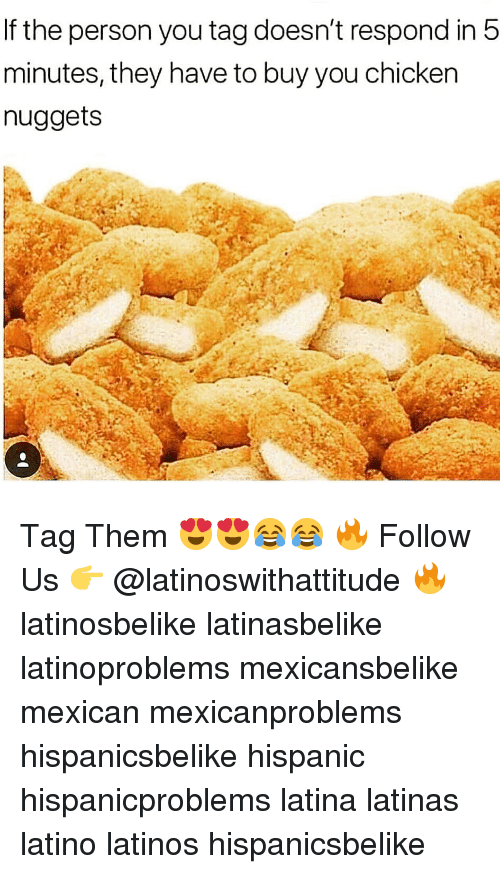 If the person you tag doesn't respond in 5
minutes, they have to buy you chicken
nuggets
Tag Them 😍😍😂😂 🔥 Follow
Us 👉 @latinoswithattitude 🔥
latinosbelike latinasbelike
latinoproblems mexicansbelike
mexican mexicanproblems
hispanicsbelike hispanic
hispanicproblems latina latinas
latino latinos hispanicsbelike